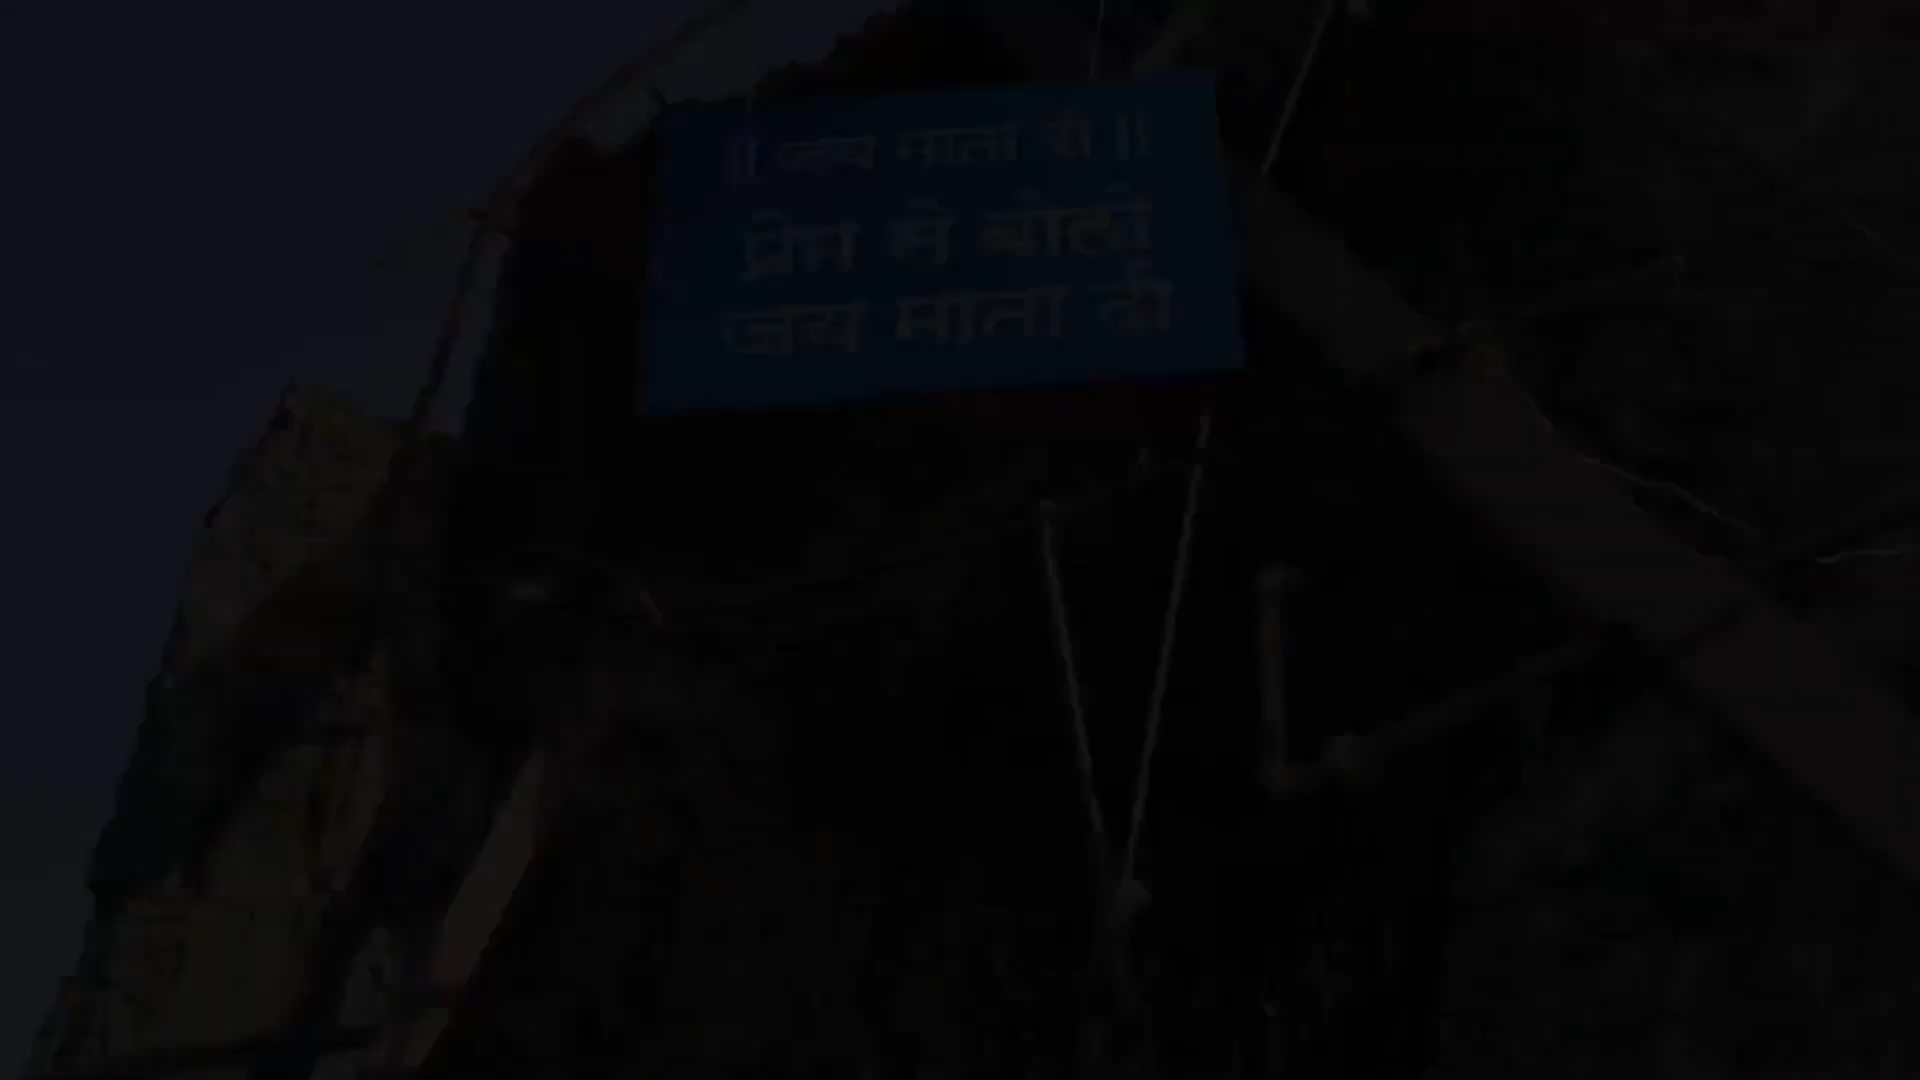 ॥ जय माता दी ॥
प्रेम से बोलो
जय माता दी